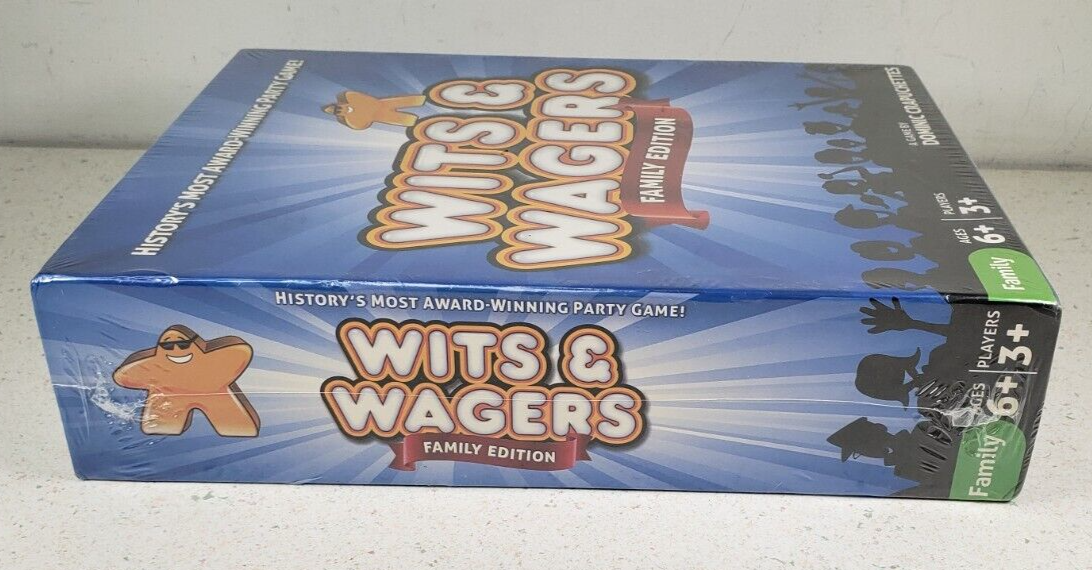 HISTORY'S MOST AWARD-WINNING PARTY GAME!
WITS &
WAGERS
FAMILY EDITION
A GAME BY
DOMINIC CRAPUCHETTES
AGES
6+
PLAYERS
3+
Family
HISTORY'S MOST AWARD-WINNING PARTY GAME!
WITS &
WAGERS
FAMILY EDITION
AGES
6+
PLAYERS
3+
Family